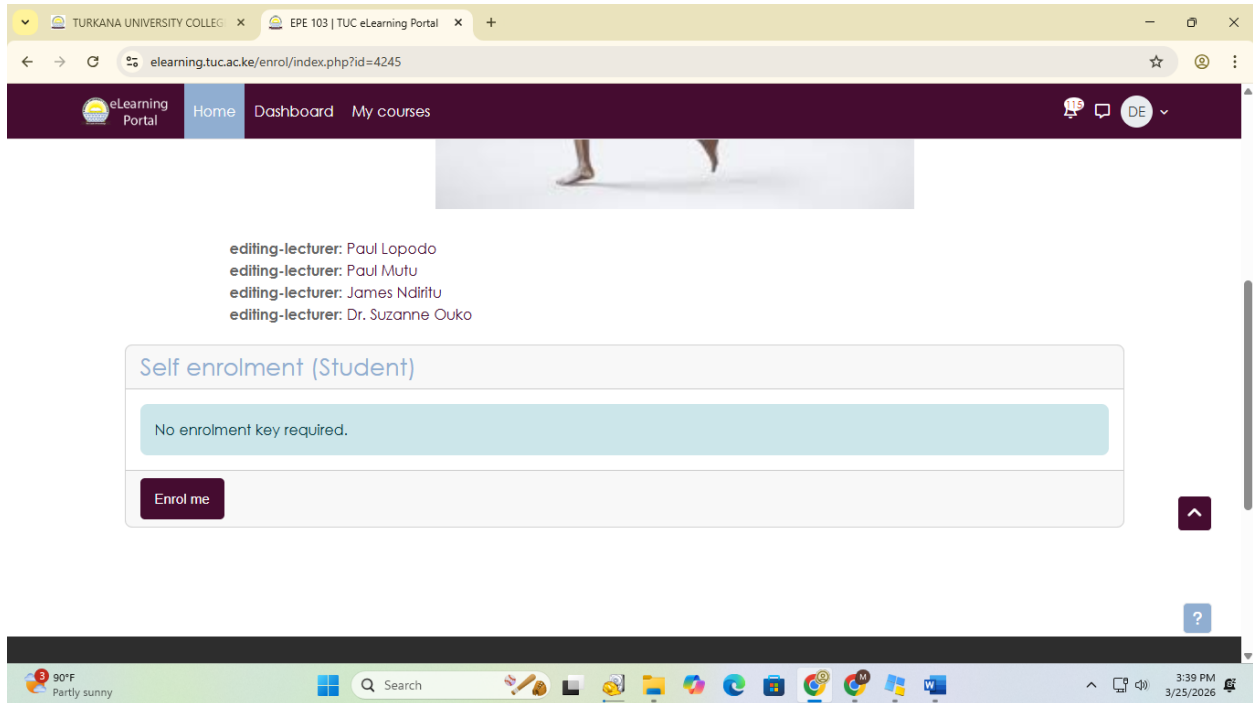 TURKANA UNIVERSITY COLLEG
EPE 103 | TUC eLearning Portal
elearning.tuc.ac.ke/enrol/index.php?id=4245
eLearning
Portal
Home
Dashboard
My courses
115
DE
editing-lecturer: Paul Lopodo
editing-lecturer: Paul Mutu
editing-lecturer: James Ndiritu
editing-lecturer: Dr. Suzanne Ouko
Self enrolment (Student)
No enrolment key required.
Enrol me
?
3
90°F
Partly sunny
Search
M
W
3:39 PM
3/25/2026